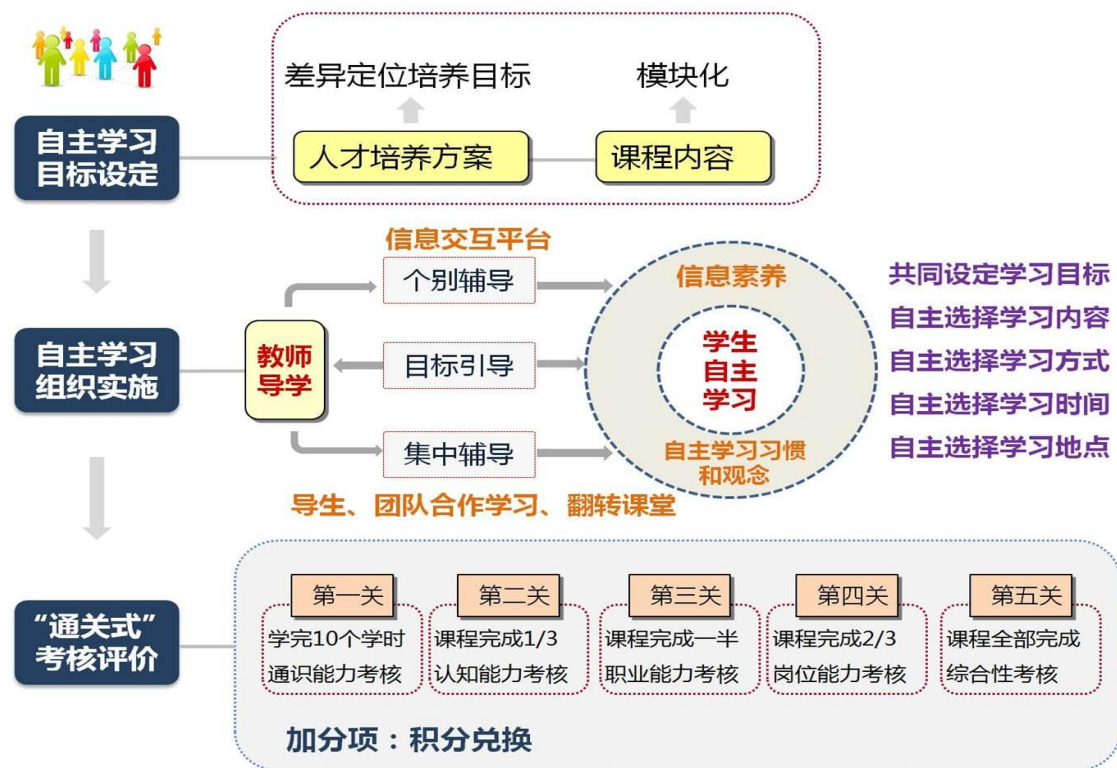 差异定位培养目标
模块化
自主学习
目标设定
人才培养方案
课程内容
信息交互平台
个别辅导
目标引导
集中辅导
自主学习
组织实施
教师
导学
信息素养
学生
自主
学习
自主学习习惯
和观念
共同设定学习目标
自主选择学习内容
自主选择学习方式
自主选择学习时间
自主选择学习地点
导生、团队合作学习、翻转课堂
“通关式”
考核评价
第一关
学完10个学时
通识能力考核
第二关
课程完成1/3
认知能力考核
第三关
课程完成一半
职业能力考核
第四关
课程完成2/3
岗位能力考核
第五关
课程全部完成
综合性考核
加分项：积分兑换